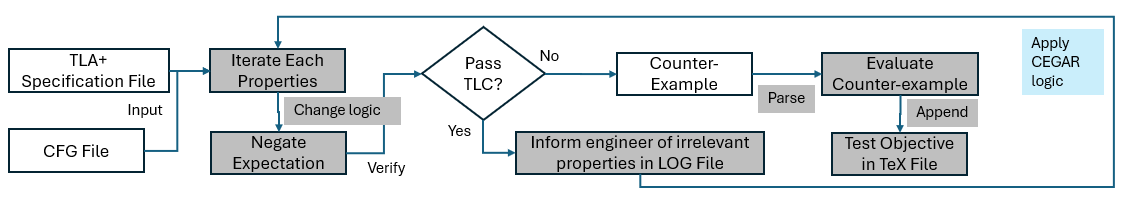 TLA+
Specification File
Input
CFG File
Iterate Each
Properties
Change logic
Negate
Expectation
Verify
Pass
TLC?
No
Yes
Counter-
Example
Parse
Evaluate
Counter-example
Append
Test Objective
in TeX File
Inform engineer of irrelevant
properties in LOG File
Apply
CEGAR
logic